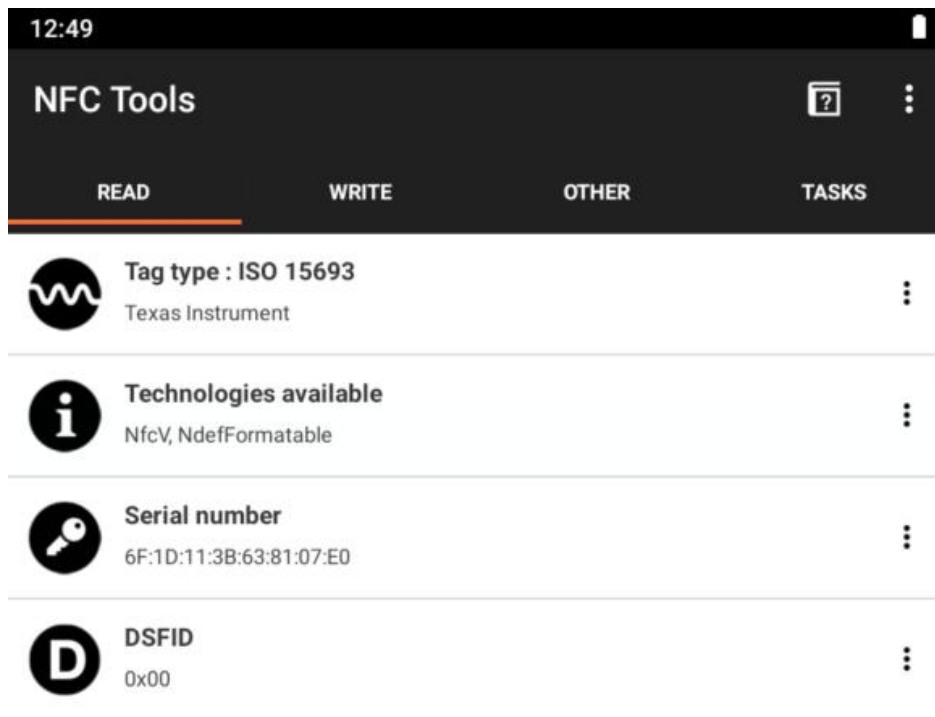 12:49
NFC Tools
READ WRITE OTHER TASKS
Tag type : ISO 15693
Texas Instrument
Technologies available
NfcV, NdefFormatable
Serial number
6F:1D:11:3B:63:81:07:E0
D
DSFID
0x00